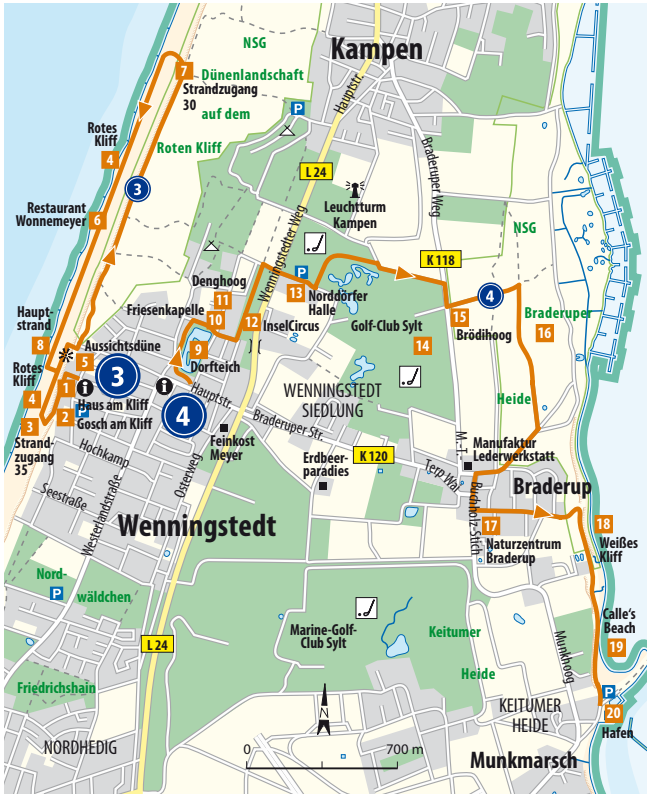 NSG
Kampen
7
Dünenlandschaft
Strandzugang
30
auf dem
P
Hauptstr.
Rotes
Kliff
4
Roten Kliff
L 24
3
Leuchtturm
Kampen
Braderuper Weg
Restaurant
Wonnemeyer
6
Wenningstedter Weg
NSG
K 118
Denghoog
11
P
13
Norddörfer
Halle
4
Haupt-
strand
8
Friesenkapelle
10
12
InselCircus
15
Brödihoog
Braderuper
16
Aussichtsdüne
5
9
Dorfteich
Golf-Club Sylt
14
Rotes
Kliff
4
1
i
3
i
Haus am Kliff
2
P
Gosch am Kliff
Hauptstr.
4
WENNINGSTEDT
SIEDLUNG
Heide
3
Strand-
zugang
35
Hochkamp
Feinkost
Meyer
Braderuper Str.
K 120
M.-T.-
Buchholz-Stich
Manufaktur
Lederwerkstatt
Seestraße
Westerlandstraße
Osterweg
Erdbeer-
paradies
Terp Wai
Braderup
Wenningstedt
17
Naturzentrum
Braderup
18
Weißes
Kliff
Nord-
wäldchen
P
Calle's
Beach
19
L 24
Marine-Golf-
Club Sylt
Keitumer
Heide
Munkhoog
Friedrichshain
P
20
Hafen
KEITUMER
HEIDE
NORDHEDIG
N
0
700 m
Munkmarsch